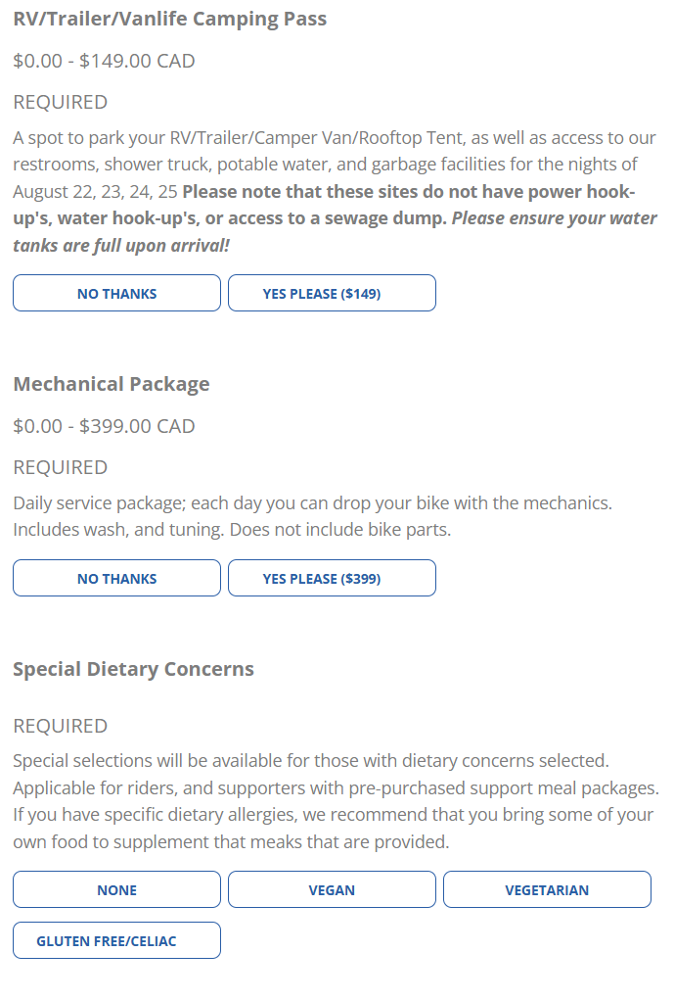 RV/Trailer/Vanlife Camping Pass
$0.00 - $149.00 CAD
REQUIRED
A spot to park your RV/Trailer/Camper Van/Rooftop Tent, as well as access to our
restrooms, shower truck, potable water, and garbage facilities for the nights of
August 22, 23, 24, 25 Please note that these sites do not have power hook-
up's, water hook-up's, or access to a sewage dump. Please ensure your water
tanks are full upon arrival!
NO THANKS YES PLEASE ($149)
Mechanical Package
$0.00 - $399.00 CAD
REQUIRED
Daily service package; each day you can drop your bike with the mechanics.
Includes wash, and tuning. Does not include bike parts.
NO THANKS YES PLEASE ($399)
Special Dietary Concerns
REQUIRED
Special selections will be available for those with dietary concerns selected.
Applicable for riders, and supporters with pre-purchased support meal packages.
If you have specific dietary allergies, we recommend that you bring some of your
own food to supplement that meaks that are provided.
NONE VEGAN VEGETARIAN
GLUTEN FREE/CELIAC